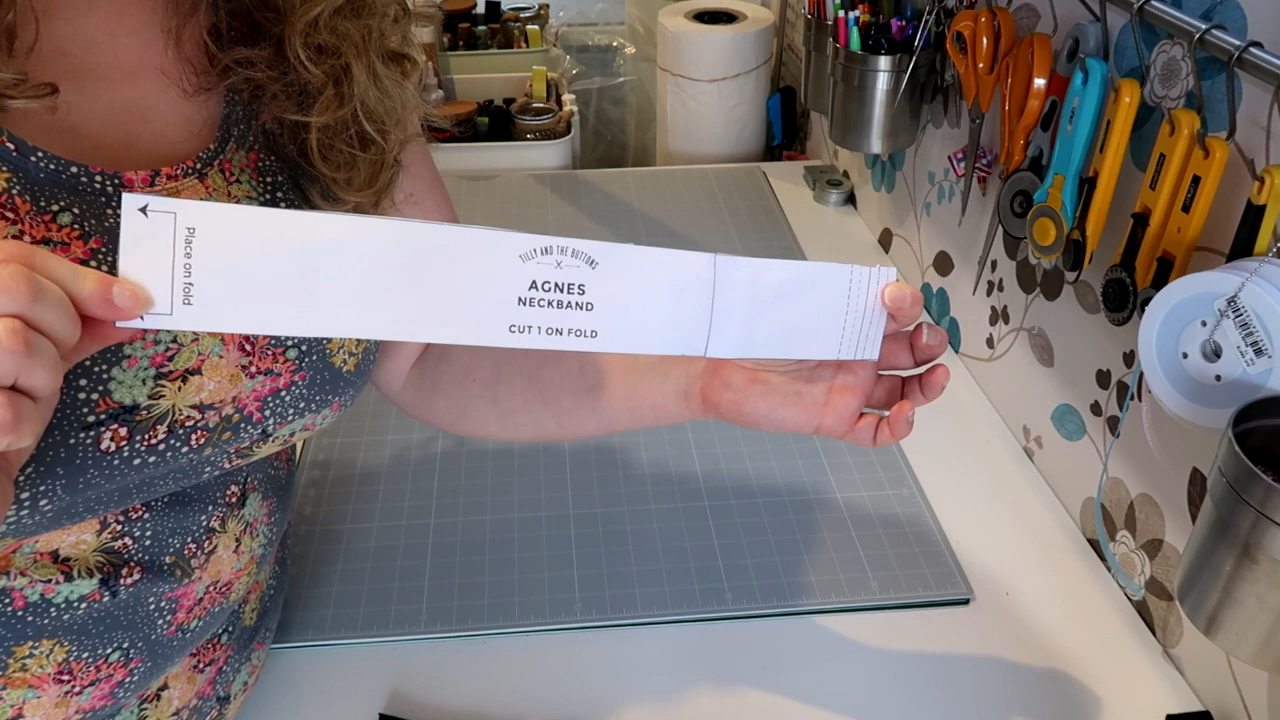 Place on fold
TILLY AND THE BUTTONS
AGNES
NECKBAND
CUT 1 ON FOLD